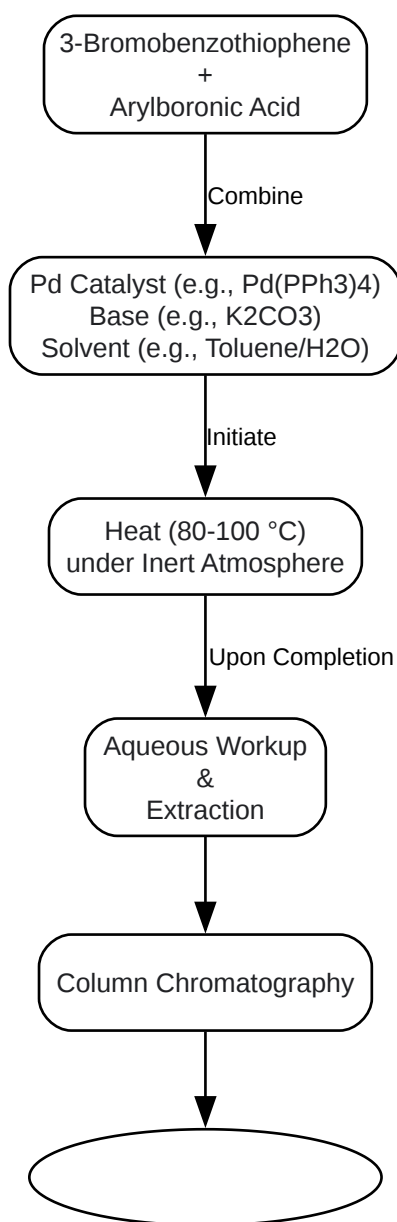 3-Bromobenzothiophene
+
Arylboronic Acid
Combine
Pd Catalyst (e.g., Pd(PPh3)4)
Base (e.g., K2CO3)
Solvent (e.g., Toluene/H2O)
Initiate
Heat (80-100 °C)
under Inert Atmosphere
Upon Completion
Aqueous Workup
&
Extraction
Column Chromatography